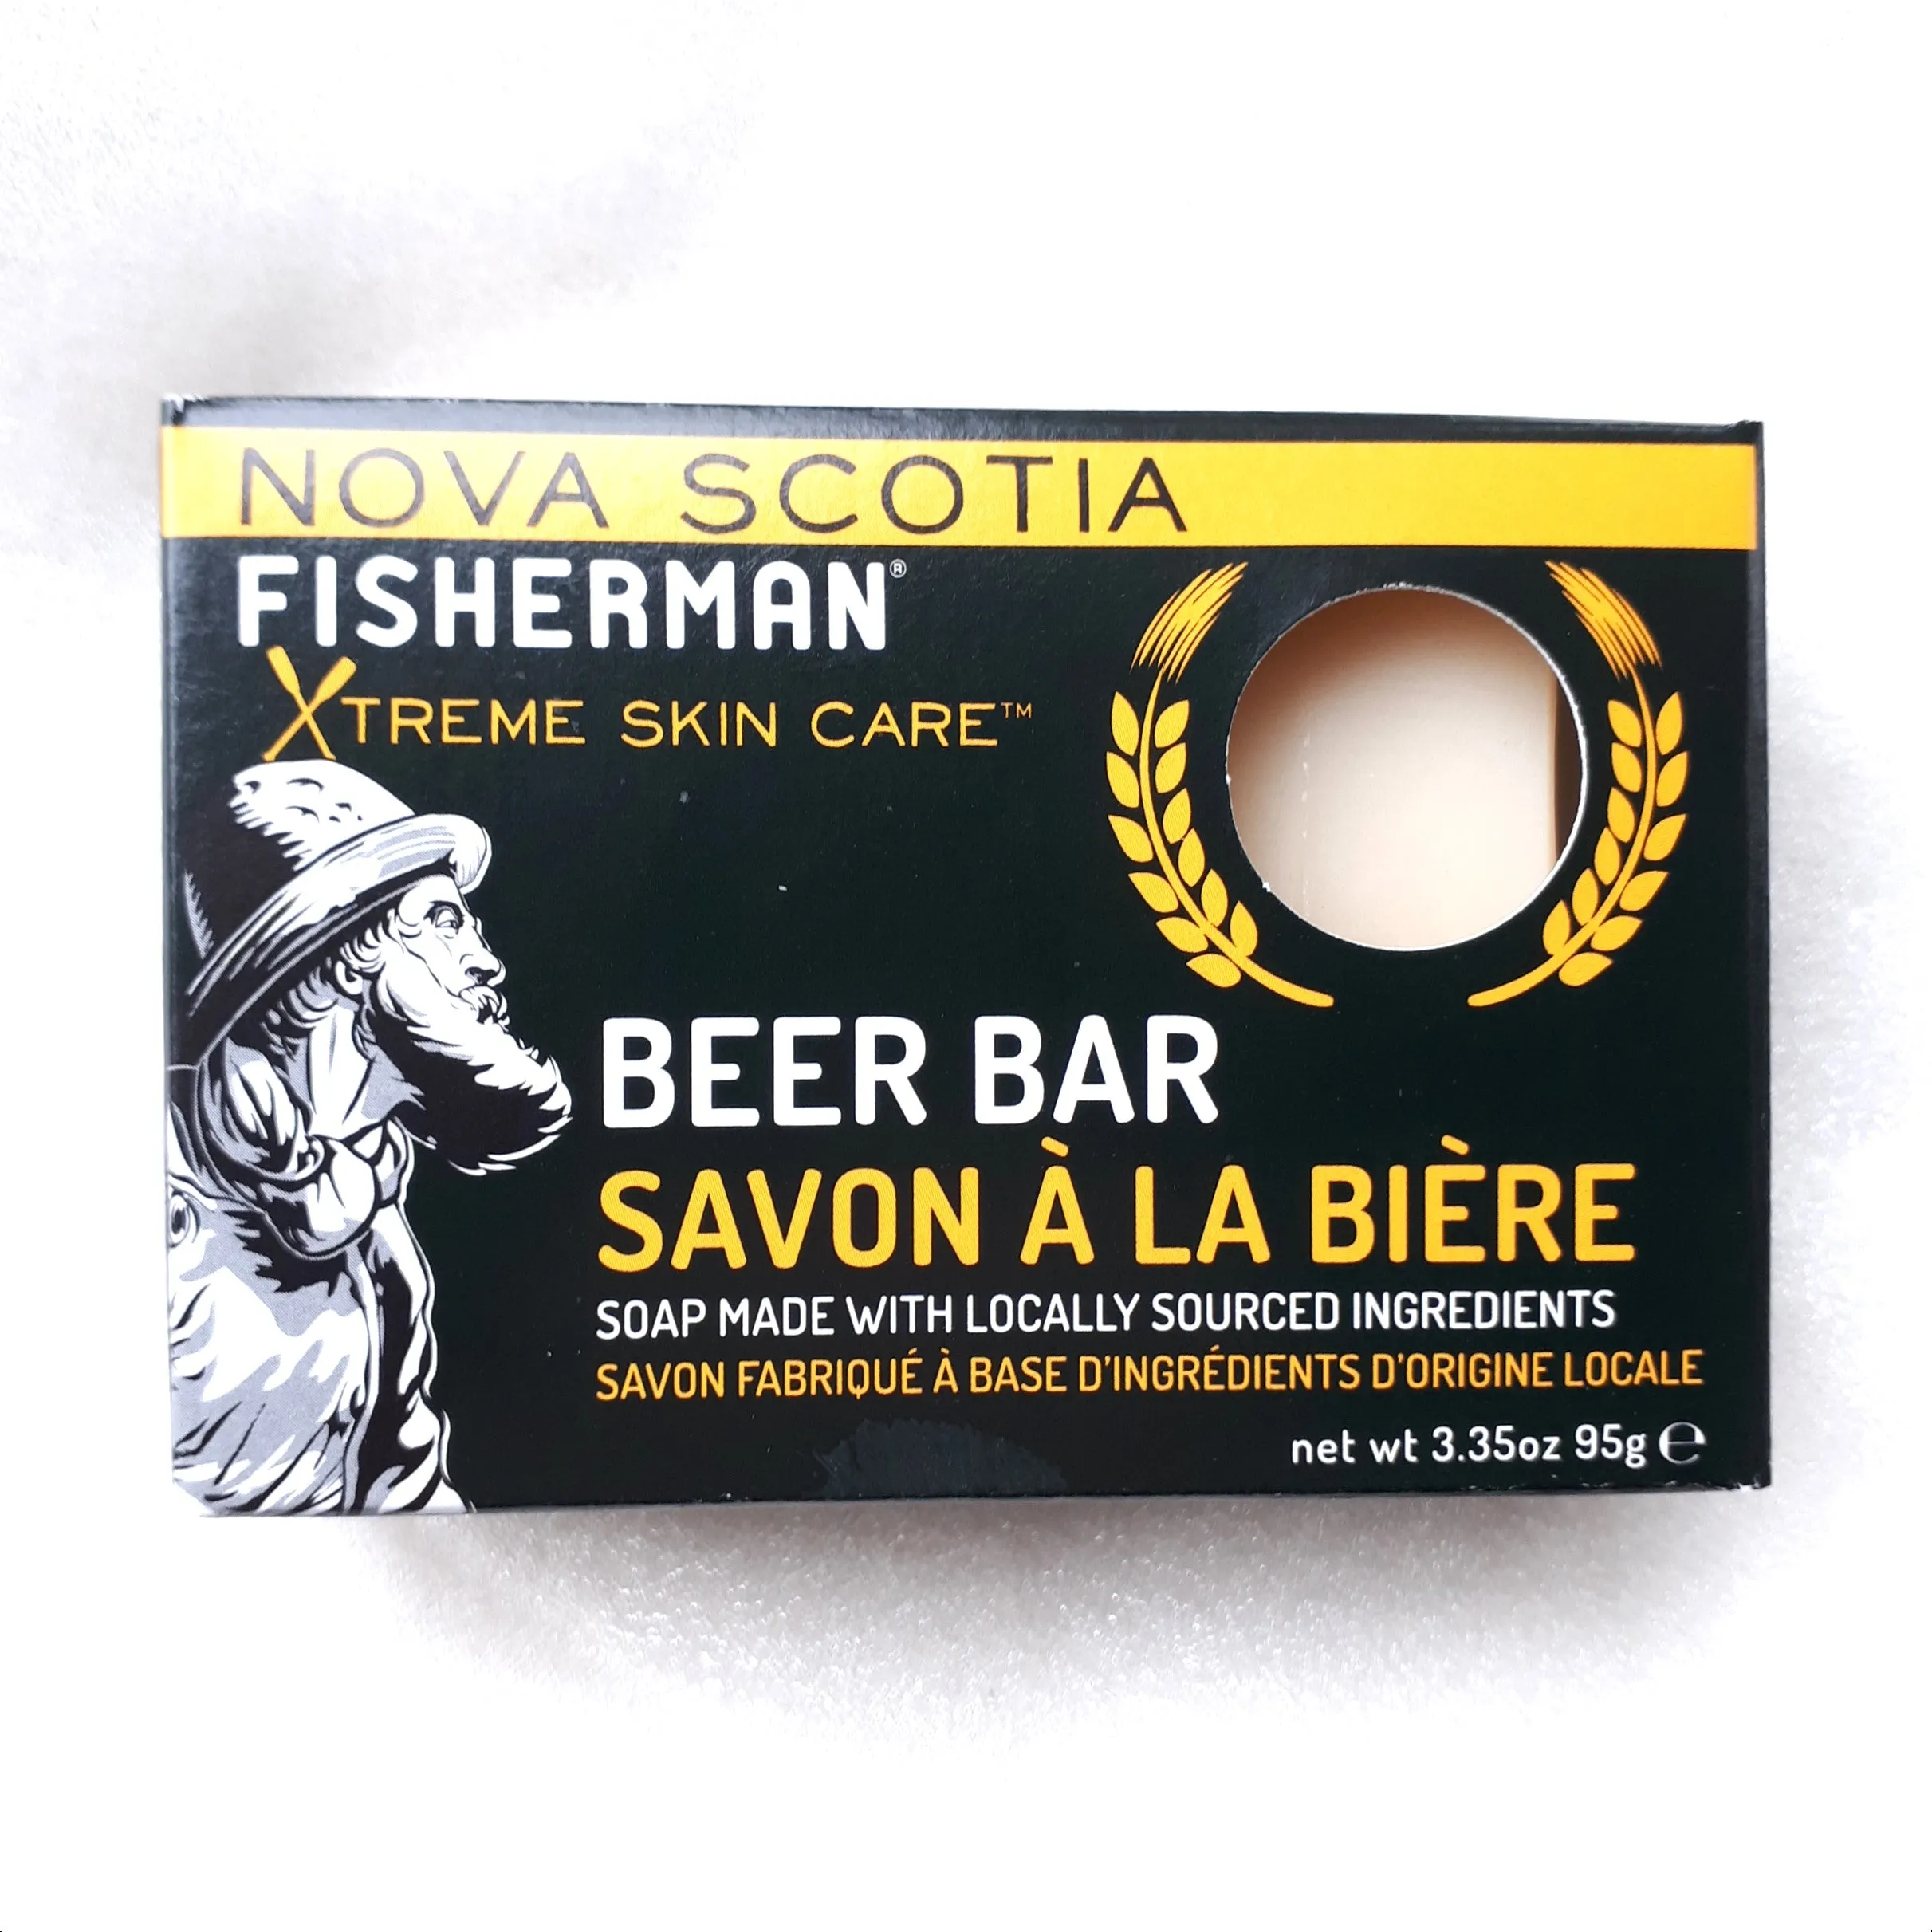 NOVA SCOTIA
FISHERMAN®
XTREME SKIN CARE™
BEER BAR
SAVON À LA BIÈRE
SOAP MADE WITH LOCALLY SOURCED INGREDIENTS
SAVON FABRIQUÉ À BASE D'INGRÉDIENTS D'ORIGINE LOCALE
net wt 3.35oz 95g ℮